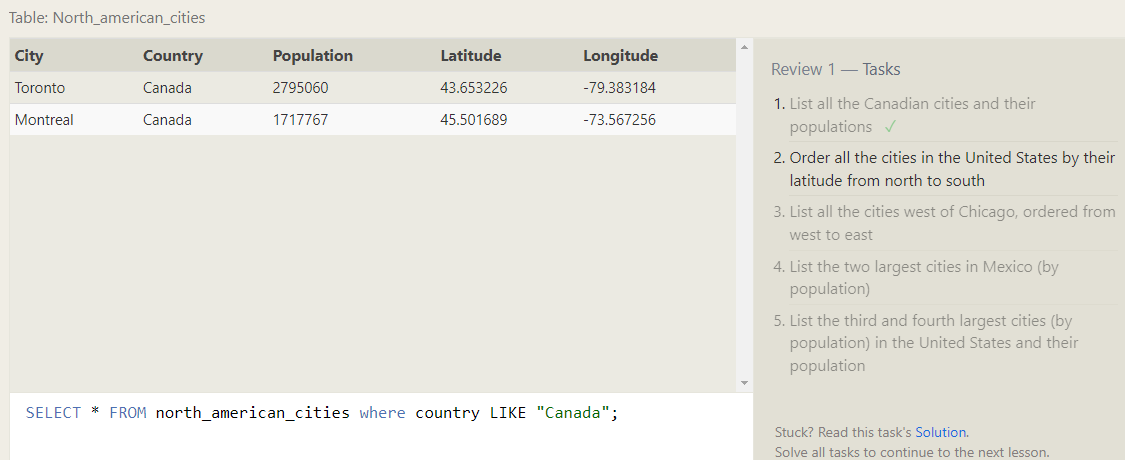 Table: North_american_cities
City Country Population Latitude Longitude
Toronto Canada 2795060 43.653226 -79.383184
Montreal Canada 1717767 45.501689 -73.567256
SELECT * FROM north_american_cities where country LIKE "Canada";
Review 1 — Tasks
1. List all the Canadian cities and their
populations ✓
2. Order all the cities in the United States by their
latitude from north to south
3. List all the cities west of Chicago, ordered from
west to east
4. List the two largest cities in Mexico (by
population)
5. List the third and fourth largest cities (by
population) in the United States and their
population
Stuck? Read this task's Solution.
Solve all tasks to continue to the next lesson.